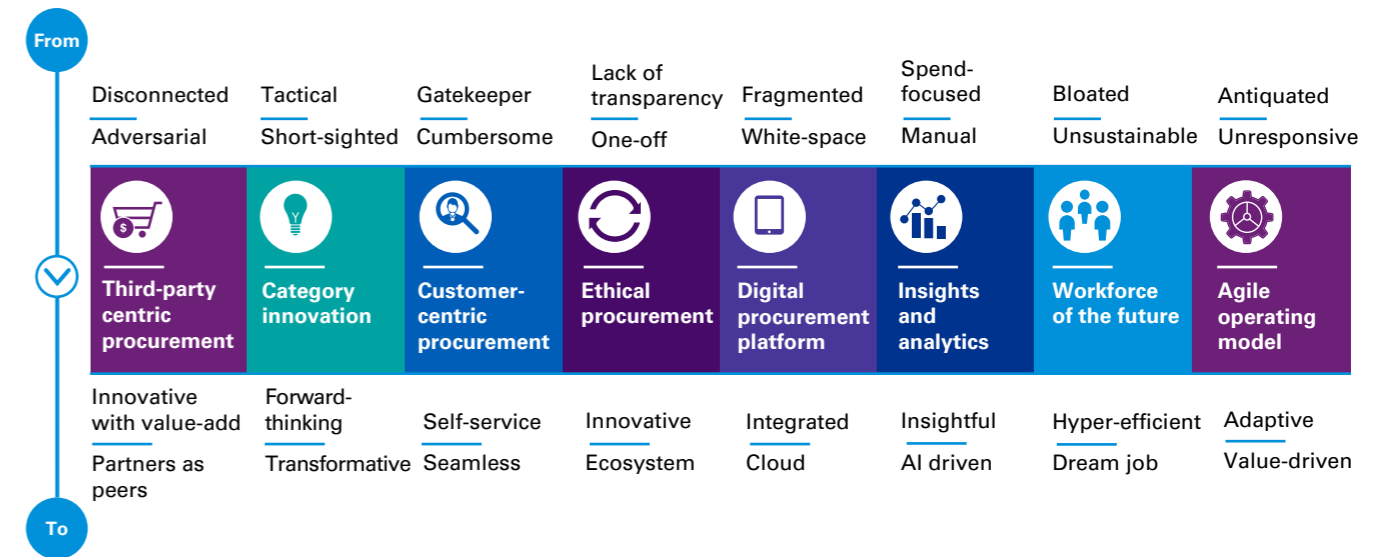 From
Disconnected
Adversarial
Tactical
Short-sighted
Gatekeeper
Cumbersome
Lack of
transparency
One-off
Fragmented
White-space
Spend-
focused
Manual
Bloated
Unsustainable
Antiquated
Unresponsive
$
Third-party
centric
procurement
Category
innovation
Customer-
centric
procurement
Ethical
procurement
Digital
procurement
platform
Insights
and
analytics
Workforce
of the future
Agile
operating
model
Innovative
with value-add
Partners as
peers
Forward-
thinking
Transformative
Self-service
Seamless
Innovative
Ecosystem
Integrated
Cloud
Insightful
AI driven
Hyper-efficient
Dream job
Adaptive
Value-driven
To